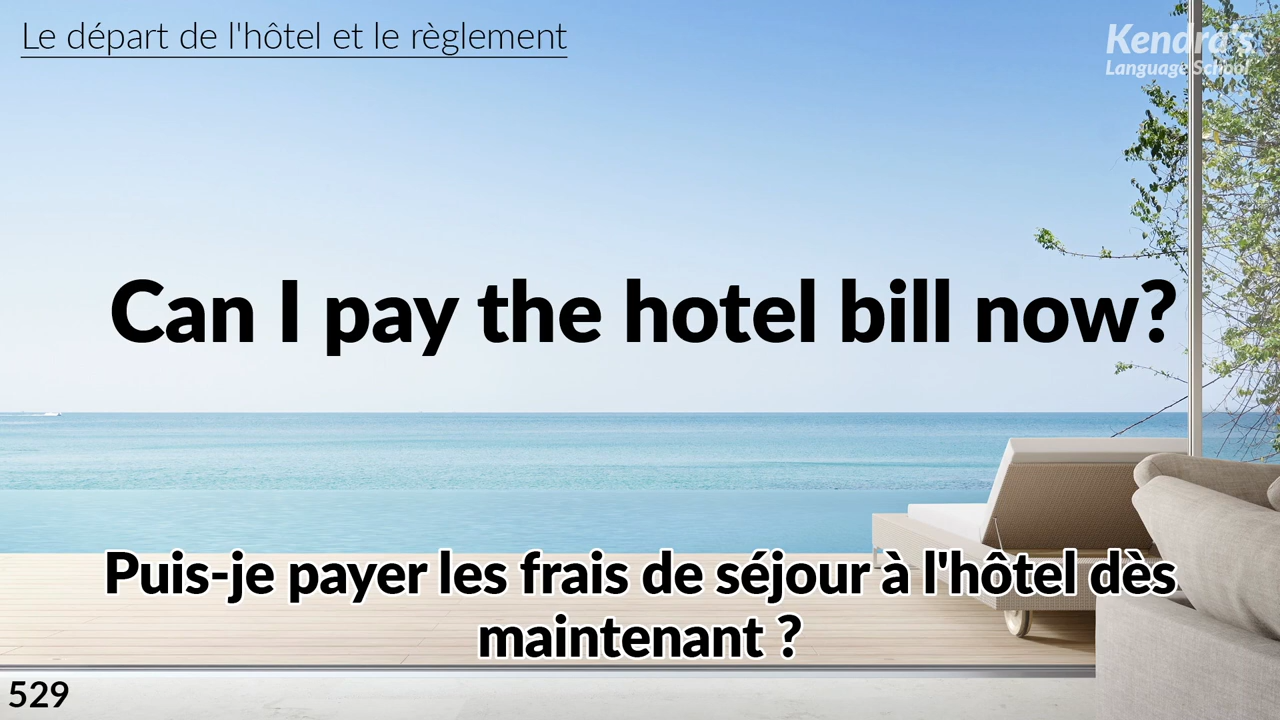 Le départ de l'hôtel et le règlement
Kendra's
Language School
Can I pay the hotel bill now?
Puis-je payer les frais de séjour à l'hôtel dès
maintenant ?
529